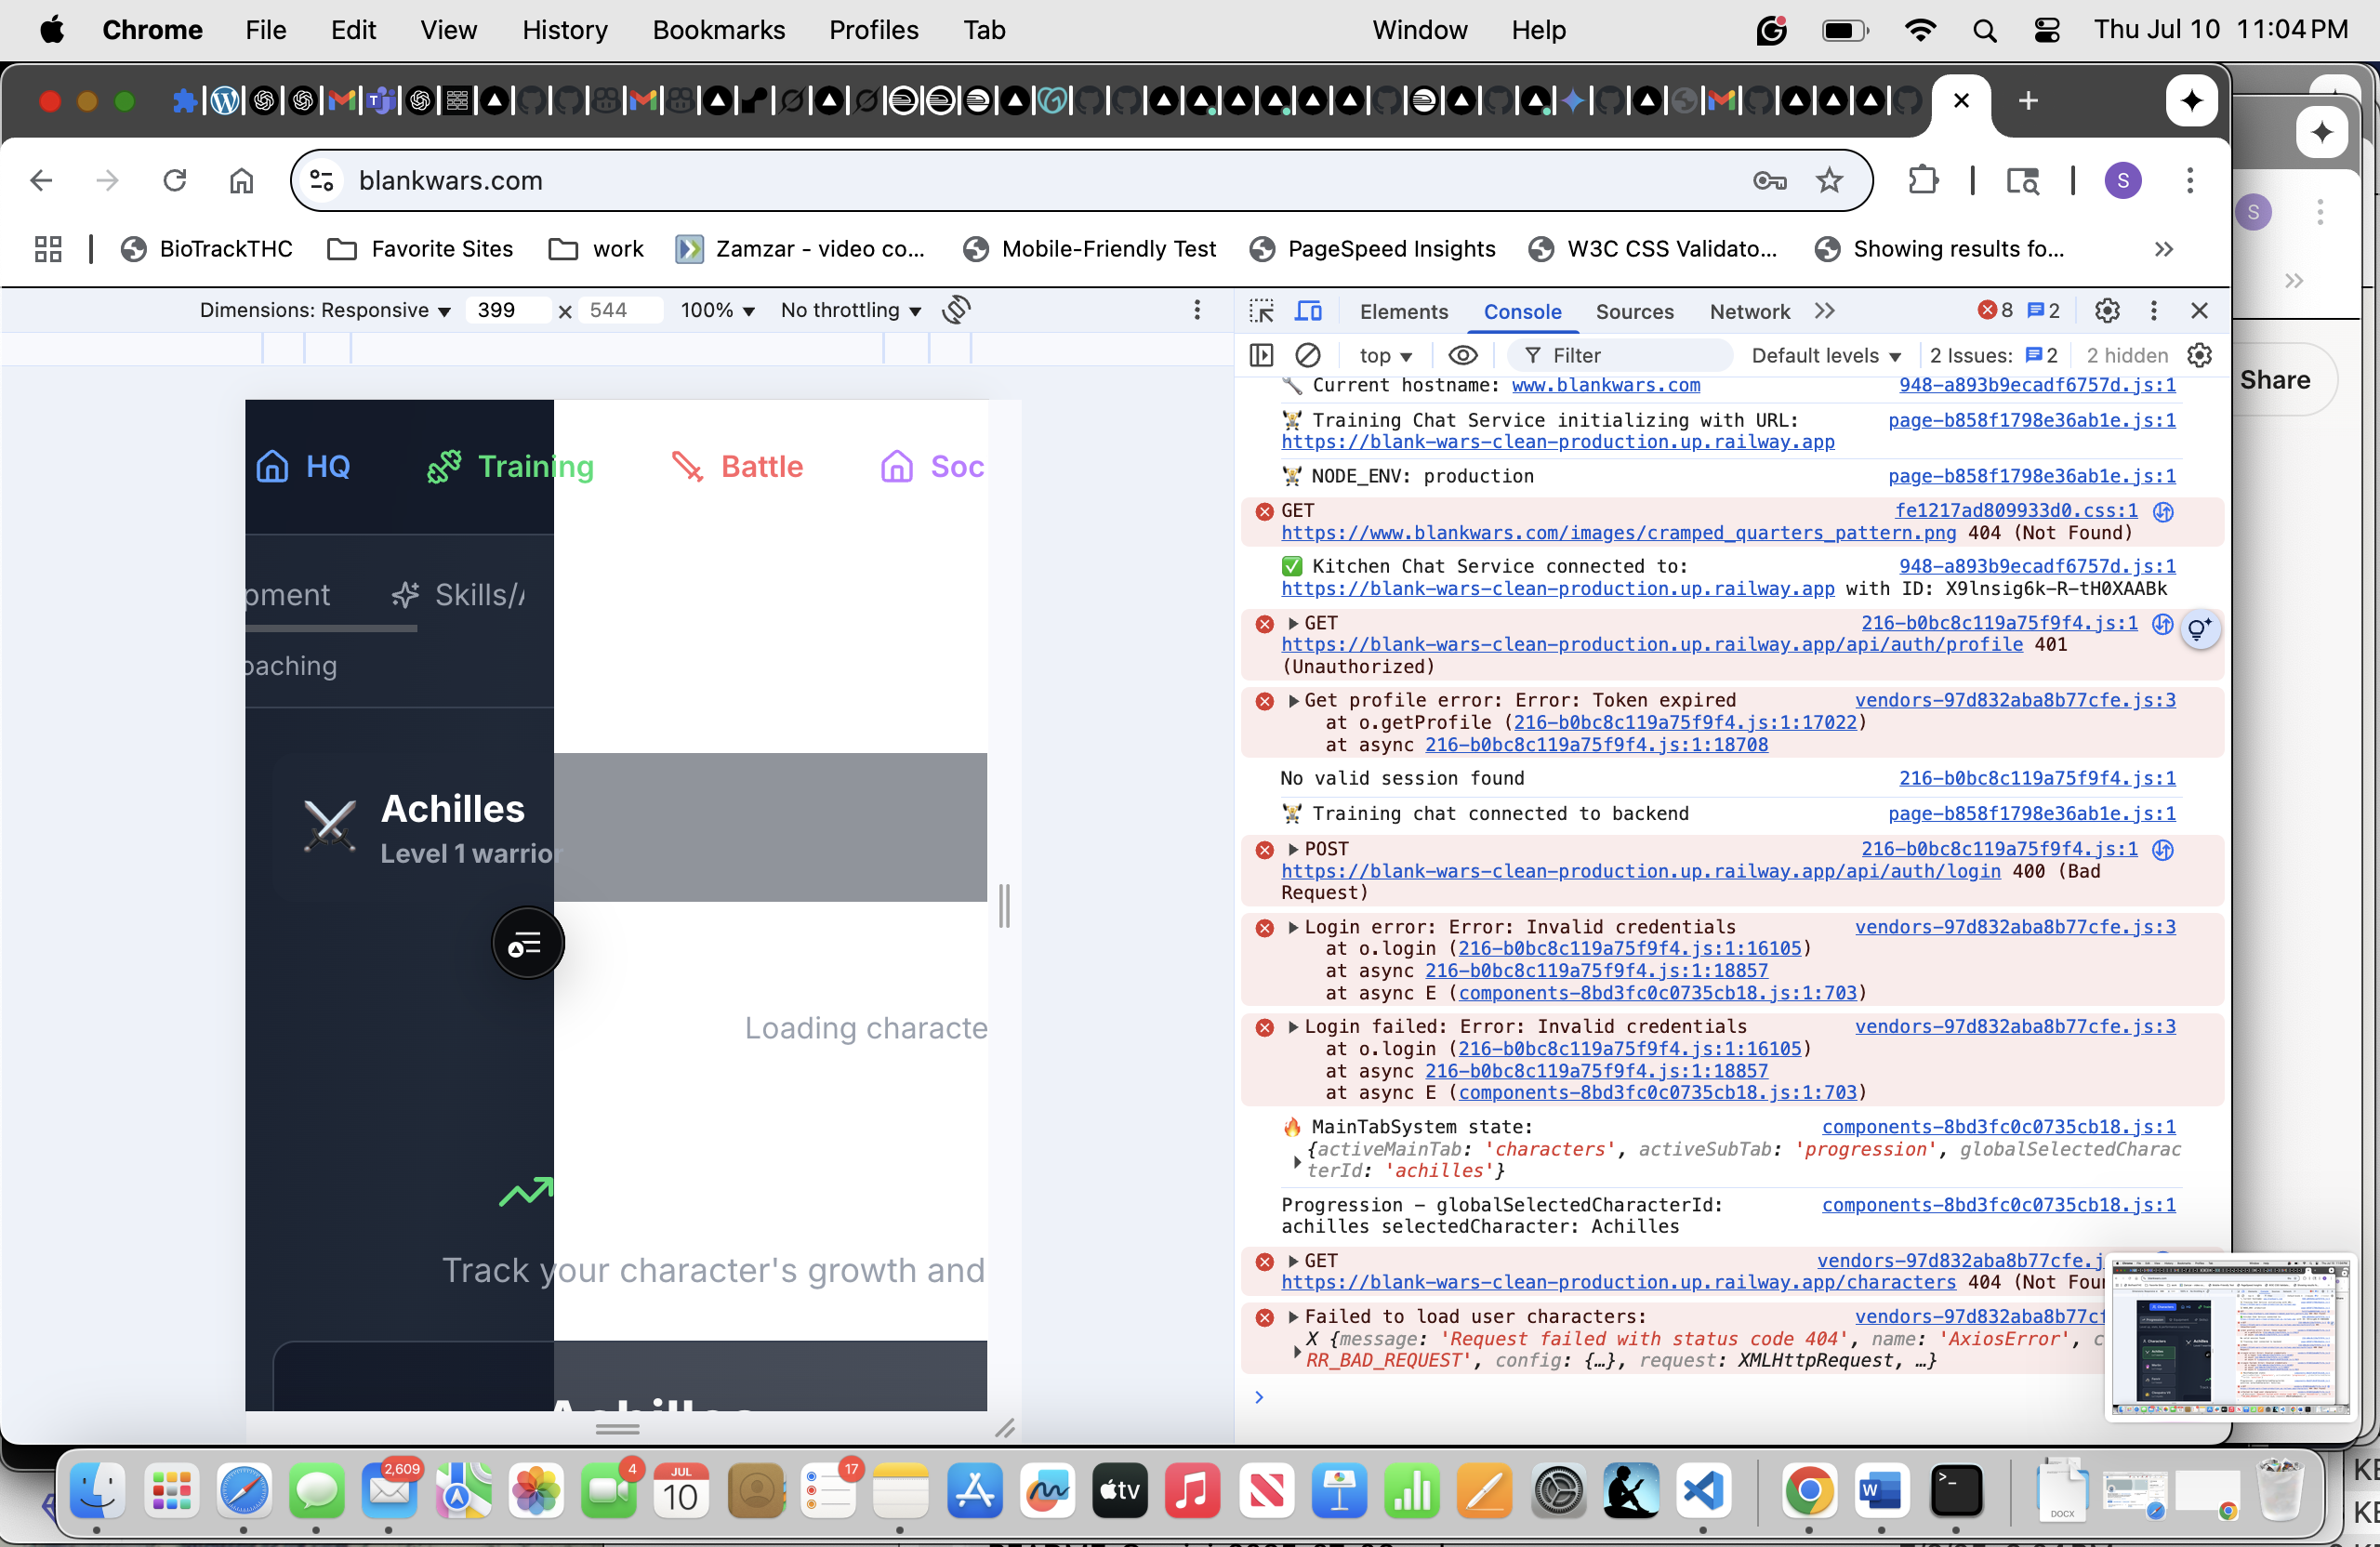 Chrome File Edit View History Bookmarks Profiles Tab Window Help Thu Jul 10 11:04 PM
blankwars.com S
S
BioTrackTHC Favorite Sites work Zamzar - video co... Mobile-Friendly Test PageSpeed Insights W3C CSS Validato... Showing results fo...
Dimensions: Responsive 399 x 544 100% No throttling
Elements Console Sources Network 8 2
top Filter Default levels 2 Issues: 2 2 hidden
Share
HQ Training Battle Soc
pment Skills/A
oaching
Achilles
Level 1 warrior
Loading characte
Track your character's growth and
Achilles
🔧 Current hostname: www.blankwars.com 948-a893b9ecadf6757d.js:1
🏋️ Training Chat Service initializing with URL: page-b858f1798e36ab1e.js:1
https://blank-wars-clean-production.up.railway.app
🏋️ NODE_ENV: production page-b858f1798e36ab1e.js:1
GET fe1217ad809933d0.css:1
https://www.blankwars.com/images/cramped_quarters_pattern.png 404 (Not Found)
✅ Kitchen Chat Service connected to: 948-a893b9ecadf6757d.js:1
https://blank-wars-clean-production.up.railway.app with ID: X9lnsig6k-R-tH0XAABk
GET 216-b0bc8c119a75f9f4.js:1
https://blank-wars-clean-production.up.railway.app/api/auth/profile 401
(Unauthorized)
Get profile error: Error: Token expired vendors-97d832aba8b77cfe.js:3
at o.getProfile (216-b0bc8c119a75f9f4.js:1:17022)
at async 216-b0bc8c119a75f9f4.js:1:18708
No valid session found 216-b0bc8c119a75f9f4.js:1
🏋️ Training chat connected to backend page-b858f1798e36ab1e.js:1
POST 216-b0bc8c119a75f9f4.js:1
https://blank-wars-clean-production.up.railway.app/api/auth/login 400 (Bad
Request)
Login error: Error: Invalid credentials vendors-97d832aba8b77cfe.js:3
at o.login (216-b0bc8c119a75f9f4.js:1:16105)
at async 216-b0bc8c119a75f9f4.js:1:18857
at async E (components-8bd3fc0c0735cb18.js:1:703)
Login failed: Error: Invalid credentials vendors-97d832aba8b77cfe.js:3
at o.login (216-b0bc8c119a75f9f4.js:1:16105)
at async 216-b0bc8c119a75f9f4.js:1:18857
at async E (components-8bd3fc0c0735cb18.js:1:703)
🔥 MainTabSystem state: components-8bd3fc0c0735cb18.js:1
{activeMainTab: 'characters', activeSubTab: 'progression', globalSelectedCharac
terId: 'achilles'}
Progression – globalSelectedCharacterId: components-8bd3fc0c0735cb18.js:1
achilles selectedCharacter: Achilles
GET vendors-97d832aba8b77cfe.j
https://blank-wars-clean-production.up.railway.app/characters 404 (Not Fou
Failed to load user characters: vendors-97d832aba8b77cf
X {message: 'Request failed with status code 404', name: 'AxiosError', c
RR_BAD_REQUEST', config: {…}, request: XMLHttpRequest, …}
2,609 4 JUL 10 17 tv W DOCX
KE
KE